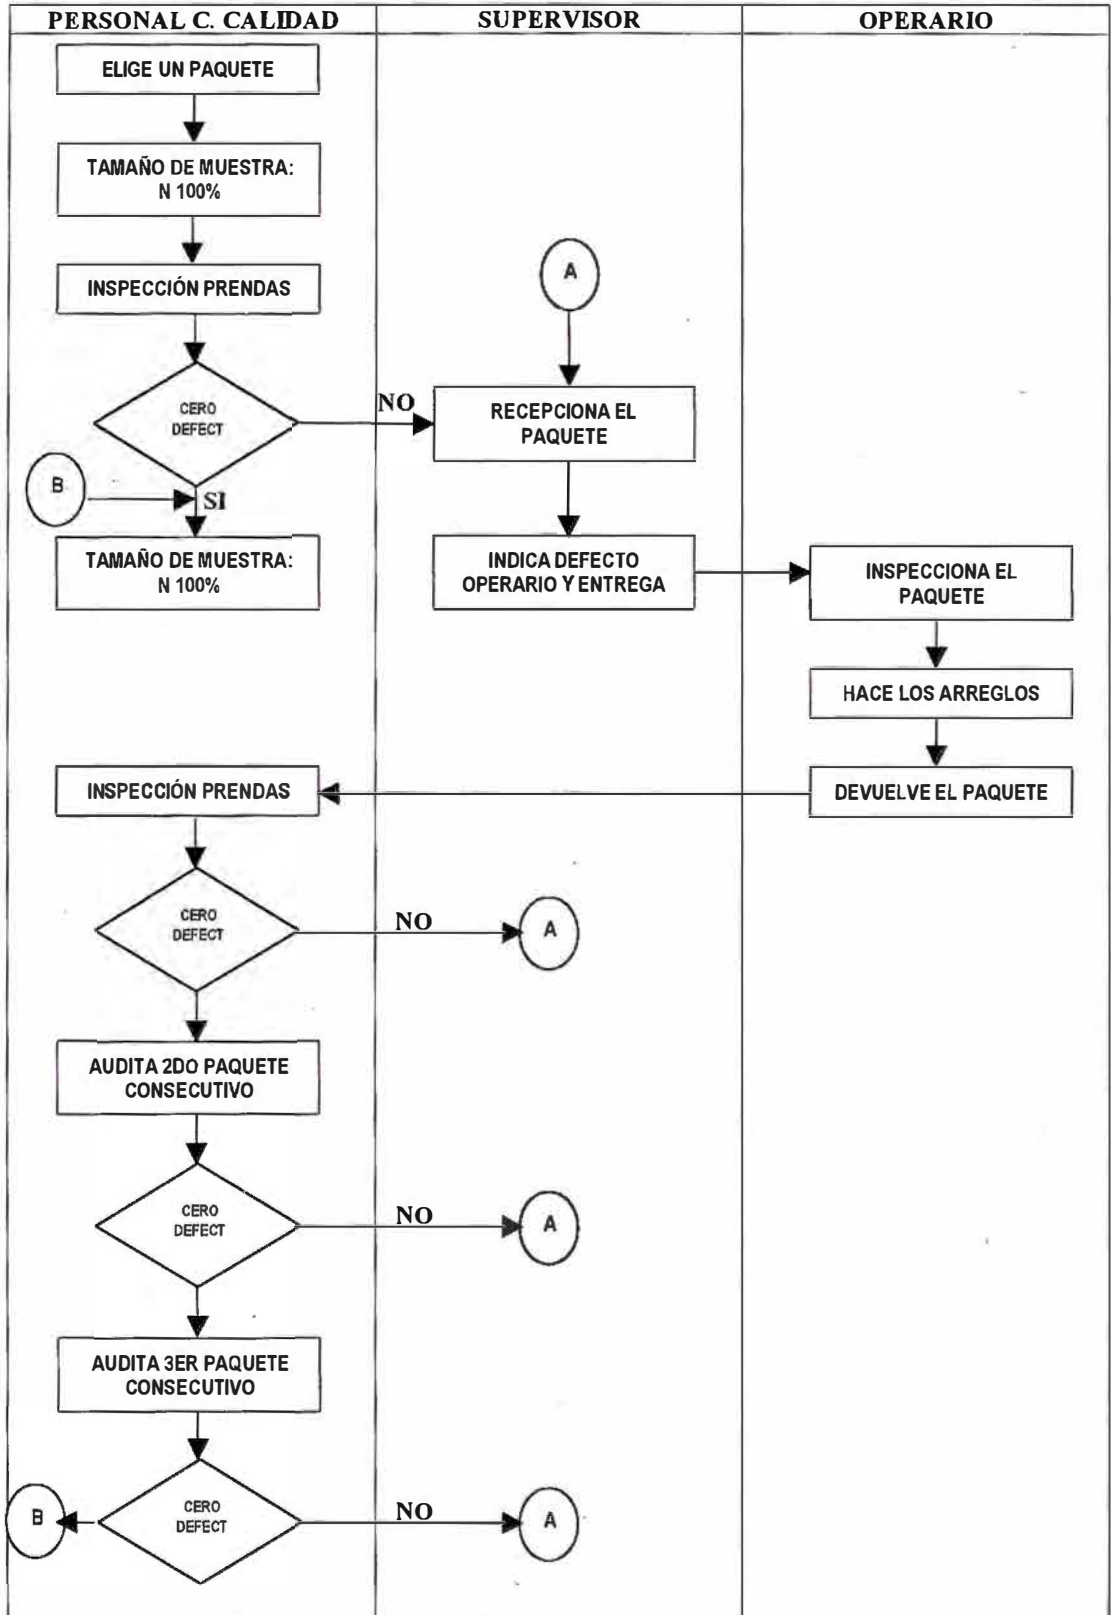 PERSONAL C. CALIDAD
SUPERVISOR
OPERARIO
ELIGE UN PAQUETE
TAMAÑO DE MUESTRA:
N 100%
INSPECCIÓN PRENDAS
A
CERO
DEFECT
NO
RECEPCIONA EL
PAQUETE
B
SI
TAMAÑO DE MUESTRA:
N 100%
INDICA DEFECTO
OPERARIO Y ENTREGA
INSPECCIONA EL
PAQUETE
HACE LOS ARREGLOS
INSPECCIÓN PRENDAS
DEVUELVE EL PAQUETE
CERO
DEFECT
NO
A
AUDITA 2DO PAQUETE
CONSECUTIVO
CERO
DEFECT
NO
A
AUDITA 3ER PAQUETE
CONSECUTIVO
B
CERO
DEFECT
NO
A